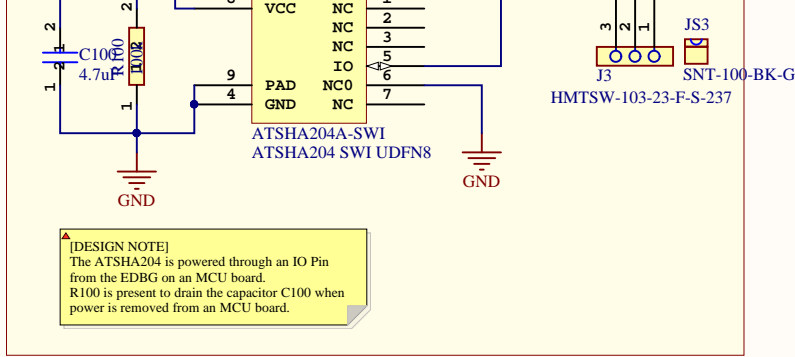 VCC
NC
NC
2
NC
3
IO
5
9
PAD
NC0
6
4
GND
NC
7
2
1
C100
4.7uF
2
1
R100
ATSHA204A-SWI
ATSHA204 SWI UDFN8
GND
GND
3
2
1
J3
HMTSW-103-23-F-S-237
JS3
SNT-100-BK-G
[DESIGN NOTE]
The ATSHA204 is powered through an IO Pin
from the EDBG on an MCU board.
R100 is present to drain the capacitor C100 when
power is removed from an MCU board.